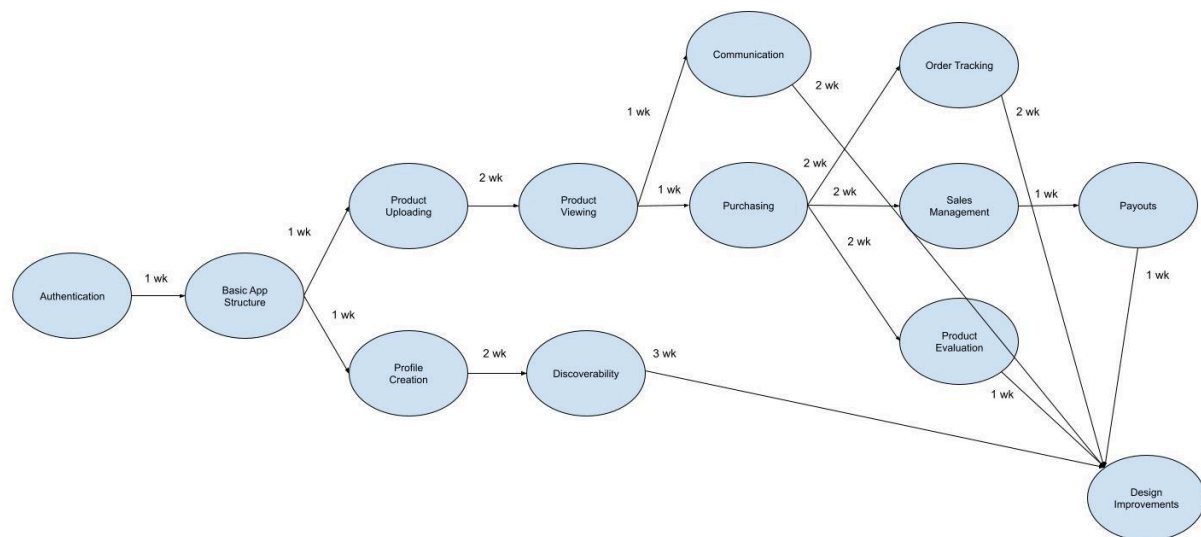 Communication
Order Tracking
2 wk
2 wk
1 wk
2 wk
Product
Uploading
2 wk
Product
Viewing
1 wk
Purchasing
2 wk
Sales
Management
1 wk
Payouts
1 wk
2 wk
1 wk
Authentication
1 wk
Basic App
Structure
1 wk
Product
Evaluation
Profile
Creation
2 wk
Discoverability
3 wk
1 wk
Design
Improvements